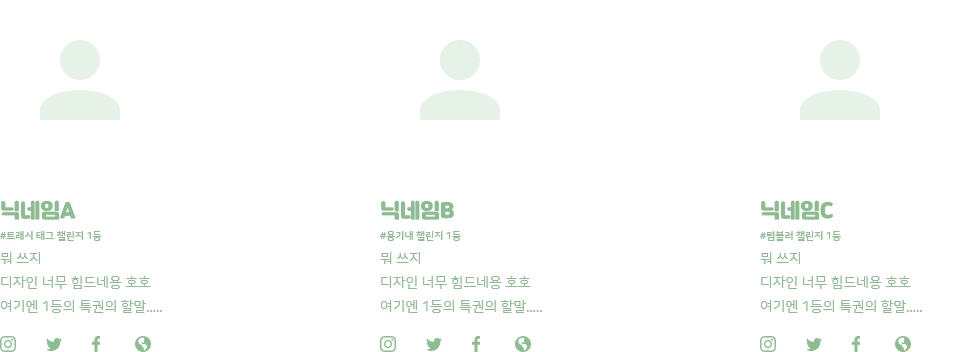 닉네임A
#트래시 태그 챌린지 1등
뭐 쓰지
디자인 너무 힘드네용 호호
여기엔 1등의 특권의 할말.....
닉네임B
#용기내 챌린지 1등
뭐 쓰지
디자인 너무 힘드네용 호호
여기엔 1등의 특권의 할말.....
닉네임C
#텀블러 챌린지 1등
뭐 쓰지
디자인 너무 힘드네용 호호
여기엔 1등의 특권의 할말.....